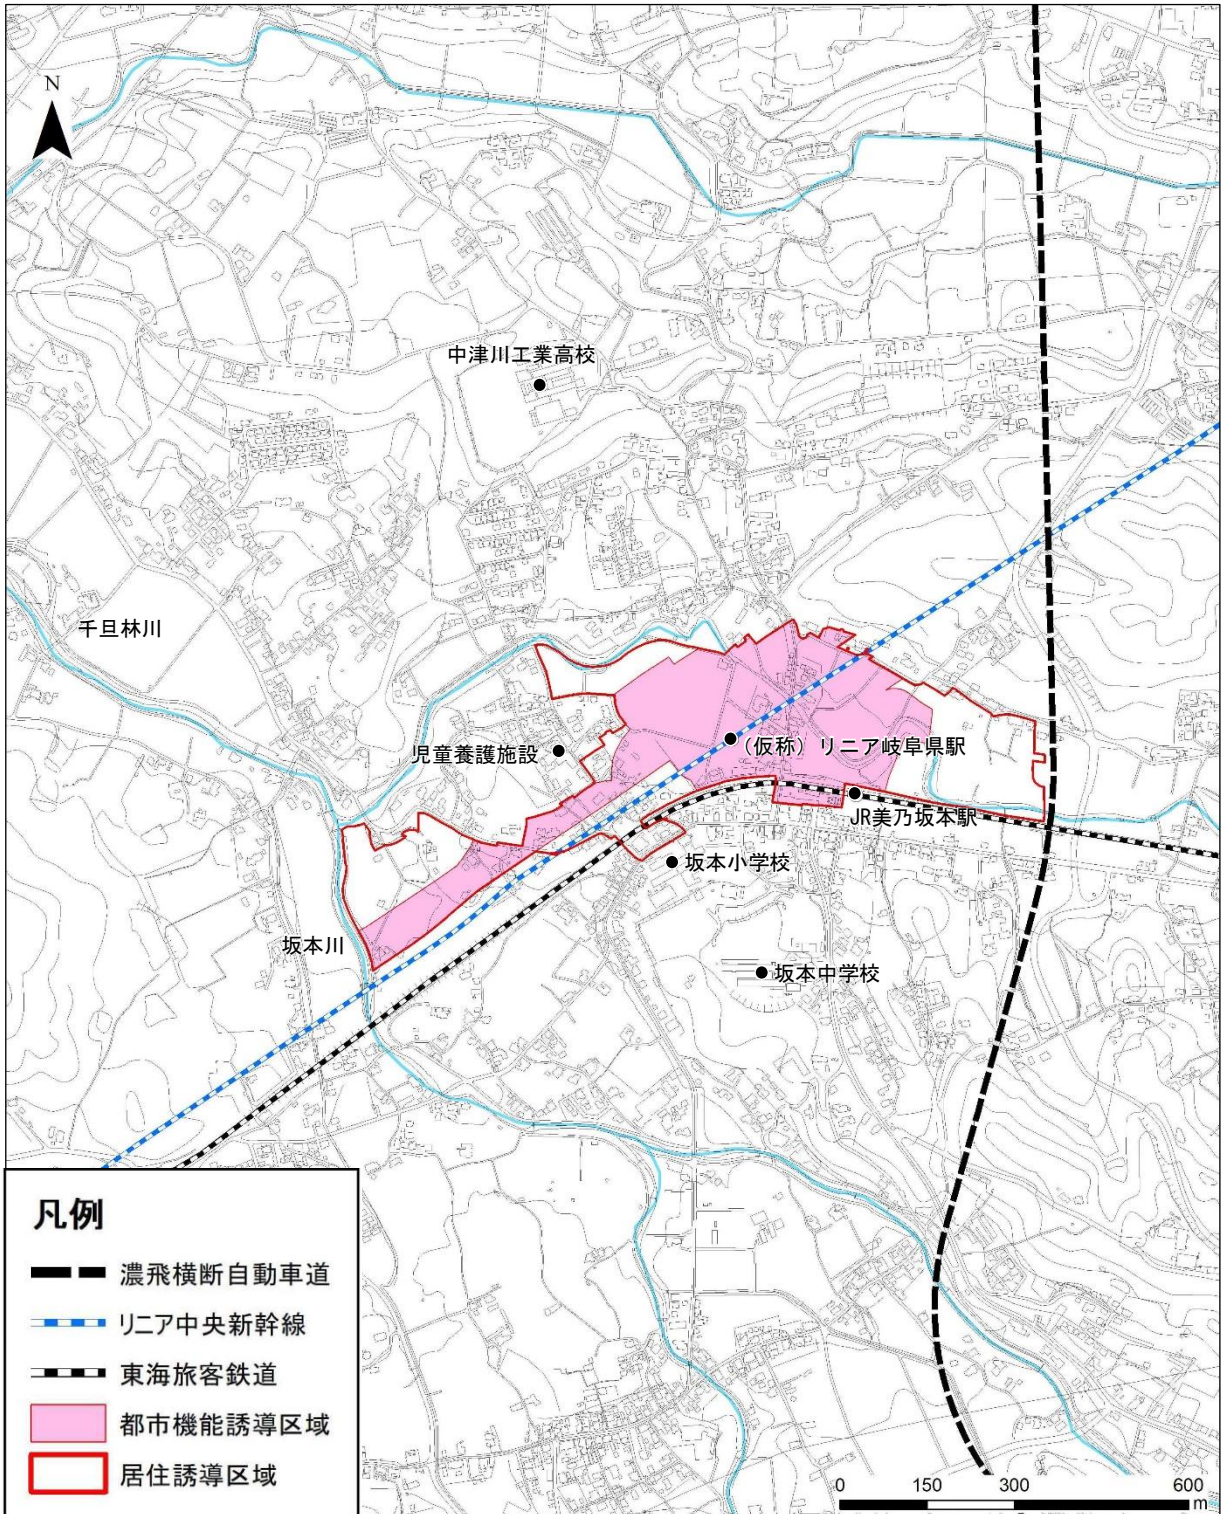 N
中津川工業高校
千旦林川
児童養護施設
（仮称）リニア岐阜県駅
JR美乃坂本駅
坂本小学校
坂本川
坂本中学校
凡例
濃飛横断自動車道
リニア中央新幹線
東海旅客鉄道
都市機能誘導区域
居住誘導区域
0 150 300 600
m